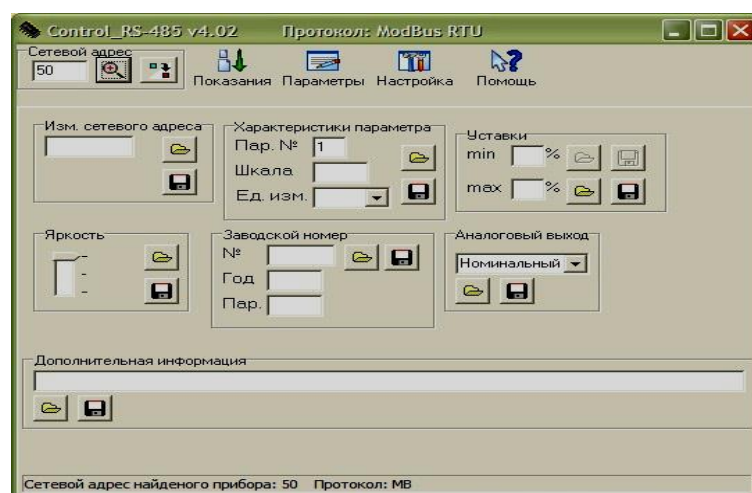 Control_RS-485 v4.02 Протокол: ModBus RTU
Сетевой адрес
50
Показания Параметры Настройка Помощь
Изм. сетевого адреса
Характеристики параметра
Пар. № 1
Шкала
Ед. изм.
Уставки
min %
max %
Яркость
Заводской номер
№
Год
Пар.
Аналоговый выход
Номинальный
Дополнительная информация
Сетевой адрес найденого прибора: 50 Протокол: MB